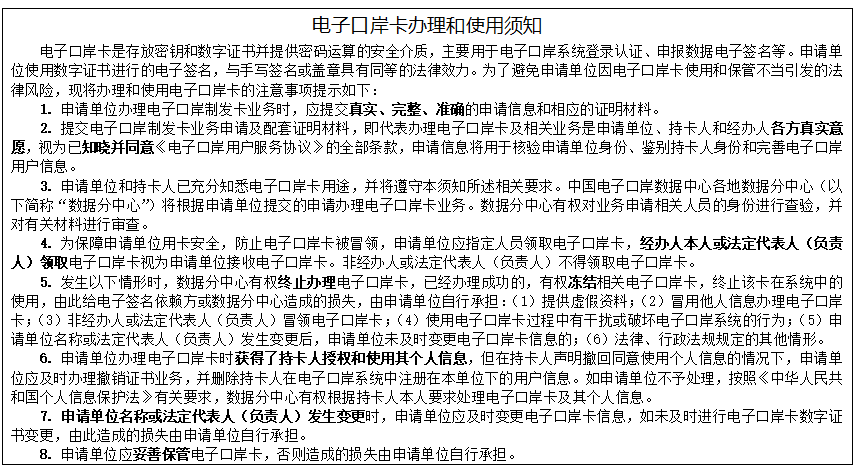 电子口岸卡办理和使用须知
电子口岸卡是存放密钥和数字证书并提供密码运算的安全介质，主要用于电子口岸系统登录认证、申报数据电子签名等。申请单
位使用数字证书进行的电子签名，与手写签名或盖章具有同等的法律效力。为了避免申请单位因电子口岸卡使用和保管不当引发的法
律风险，现将办理和使用电子口岸卡的注意事项提示如下：
1. 申请单位办理电子口岸制发卡业务时，应提交真实、完整、准确的申请信息和相应的证明材料。
2. 提交电子口岸制发卡业务申请及配套证明材料，即代表办理电子口岸卡及相关业务是申请单位、持卡人和经办人各方真实意
愿，视为已知晓并同意《电子口岸用户服务协议》的全部条款，申请信息将用于核验申请单位身份、鉴别持卡人身份和完善电子口岸
用户信息。
3. 申请单位和持卡人已充分知悉电子口岸卡用途，并将遵守本须知所述相关要求。中国电子口岸数据中心各地数据分中心（以
下简称“数据分中心”）将根据申请单位提交的申请办理电子口岸卡业务。数据分中心有权对业务申请相关人员的身份进行查验，并
对有关材料进行审查。
4. 为保障申请单位用卡安全，防止电子口岸卡被冒领，申请单位应指定人员领取电子口岸卡，经办人本人或法定代表人（负责
人）领取电子口岸卡视为申请单位接收电子口岸卡。非经办人或法定代表人（负责人）不得领取电子口岸卡。
5. 发生以下情形时，数据分中心有权终止办理电子口岸卡，已经办理成功的，有权冻结相关电子口岸卡，终止该卡在系统中的
使用，由此给电子签名依赖方或数据分中心造成的损失，由申请单位自行承担：（1）提供虚假资料；（2）冒用他人信息办理电子口岸
卡；（3）非经办人或法定代表人（负责人）冒领电子口岸卡；（4）使用电子口岸卡过程中有干扰或破坏电子口岸系统的行为；（5）申
请单位名称或法定代表人（负责人）发生变更后，申请单位未及时变更电子口岸卡信息的；（6）法律、行政法规规定的其他情形。
6. 申请单位办理电子口岸卡时获得了持卡人授权和使用其个人信息，但在持卡人声明撤回同意使用个人信息的情况下，申请单
位应及时办理撤销证书业务，并删除持卡人在电子口岸系统中注册在本单位下的用户信息。如申请单位不予处理，按照《中华人民共
和国个人信息保护法》有关要求，数据分中心有权根据持卡人本人要求处理电子口岸卡及其个人信息。
7. 申请单位名称或法定代表人（负责人）发生变更时，申请单位应及时变更电子口岸卡信息，如未及时进行电子口岸卡数字证
书变更，由此造成的损失由申请单位自行承担。
8. 申请单位应妥善保管电子口岸卡，否则造成的损失由申请单位自行承担。